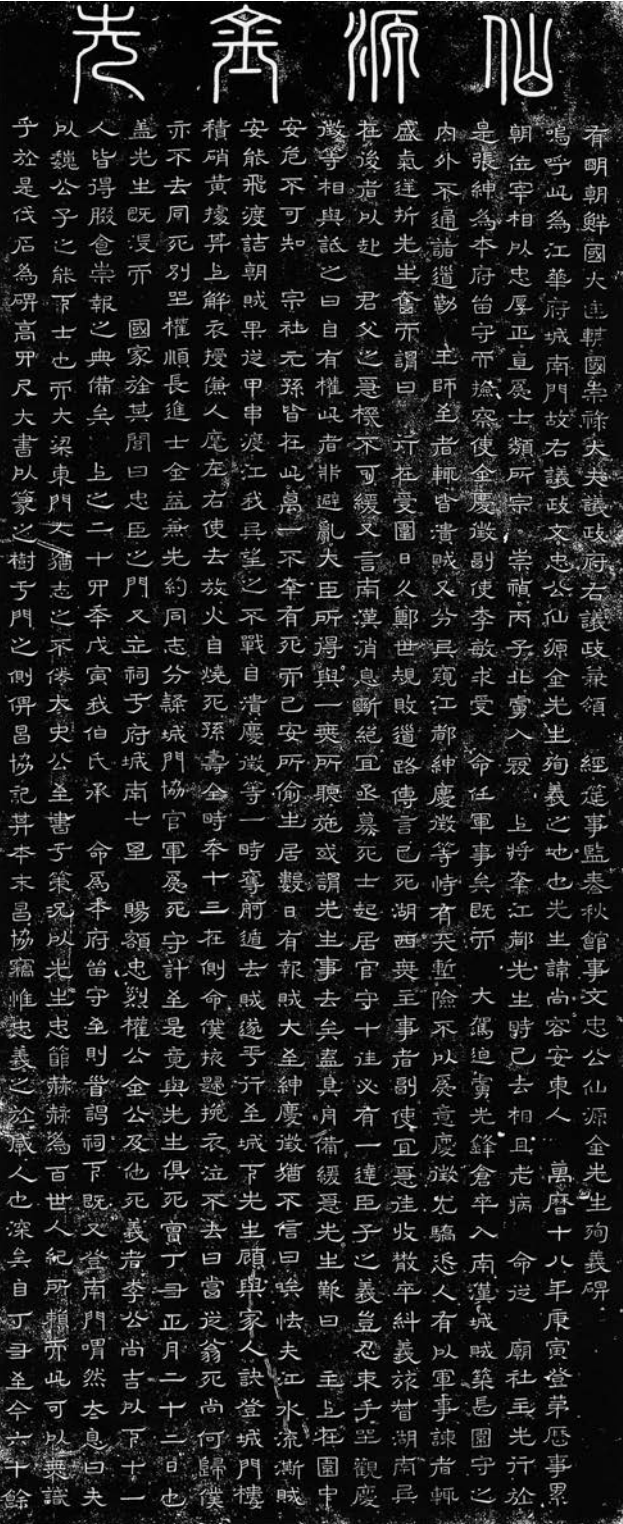 仙源金先
有明朝鮮國大匡輔國崇祿大夫議政府右議政兼領 經筵事監春秋館事文忠公仙源金先生殉義碑
嗚呼此為江華府城南門故右議政文忠公仙源金先生殉義之地也先生諱尚容安東人 萬曆十八年庚寅登第歷事累
朝位宰相以忠厚正直為士類所宗 崇禎丙子北虜入寇 上將幸江都先生時已去相且老病 命從 廟社主先行於
是張紳為本府留守而撿察使金慶徵副使李敏求受 命任軍事矣既而 大駕迫虜先鋒倉卒入南漢城賊築長圍守之
內外不通諸道勤 王師至者輒皆潰賊又分兵窺江都紳慶徵等恃有天塹險不以為意慶徵尤驕恣人有以軍事諫者輒
盛氣逆折先生奮而謂曰 行在受圍日久鄭世規敗道路傳言已死湖西無主事者副使宜亟往收散卒糾義旅督湖南兵
在後者以赴 君父之急機不可緩又言南漢消息斷絕宜亟募死士起居官守十往必有一達臣子之義豈忍束手坐觀慶
徵等相與詆之曰自有權此者非避亂大臣所得與一無所聽施或謂先生事去矣盍具舟備緩急先生歎曰 主上在圍中
安危不可知 宗社元孫皆在此萬一不幸有死而已安所偷生居數日有報賊大至紳慶徵猶不信曰唉怯夫江水流澌賊
安能飛渡詰朝賊果從甲串渡江我兵望之不戰自潰慶徵等一時奪舸遁去賊遂平行至城下先生顧與家人訣登城門樓
積硝黃據其上解衣授傔人麾左右使去放火自燒死孫壽全時年十三在側命僕掖避挽衣泣不去曰當從翁死尚何歸僕
亦不去同死別坐權順長進士金益兼先約同志分隸城門協官軍為死守計至是竟與先生俱死實丁丑正月二十二日也
蓋先生既沒而 國家旌其閭曰忠臣之門又立祠于府城南七里 賜額忠烈權公金公及他死義者李公尚吉以下十一
人皆得腏食崇報之典備矣 上之二十四年戊寅我伯氏承 命為本府留守至則首謁祠下既又登南門喟然太息曰夫
以魏公子之能下士也而大梁東門人猶志之不倦太史公至書于策況以先生忠節赫赫為百世人紀所賴而此可以無識
乎於是伐石為碑高四尺大書以篆之樹于門之側俾昌協記其本末昌協竊惟忠義之於感人也深矣自丁丑至今六十餘